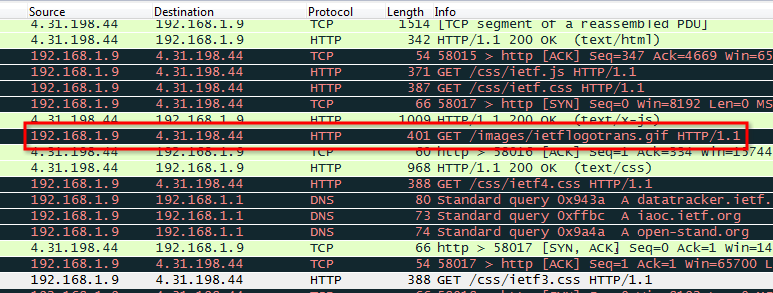 Source Destination Protocol Length Info
4.31.198.44 192.168.1.9 TCP 1514 [TCP segment of a reassembled PDU]
4.31.198.44 192.168.1.9 HTTP 342 HTTP/1.1 200 OK (text/html)
192.168.1.9 4.31.198.44 TCP 54 58015 > http [ACK] Seq=347 Ack=4669 Win=65
192.168.1.9 4.31.198.44 HTTP 371 GET /css/ietf.js HTTP/1.1
192.168.1.9 4.31.198.44 HTTP 387 GET /css/ietf.css HTTP/1.1
192.168.1.9 4.31.198.44 TCP 66 58017 > http [SYN] Seq=0 Win=8192 Len=0 MS
4.31.198.44 192.168.1.9 HTTP 1009 HTTP/1.1 200 OK (text/x-js)
192.168.1.9 4.31.198.44 HTTP 401 GET /images/ietflogotrans.gif HTTP/1.1
4.31.198.44 192.168.1.9 TCP 60 http > 58016 [ACK] Seq=1 Ack=334 Win=15744
4.31.198.44 192.168.1.9 HTTP 968 HTTP/1.1 200 OK (text/css)
192.168.1.9 4.31.198.44 HTTP 388 GET /css/ietf4.css HTTP/1.1
192.168.1.9 192.168.1.1 DNS 80 Standard query 0x943a A datatracker.ietf.
192.168.1.9 192.168.1.1 DNS 73 Standard query 0xffbc A iaoc.ietf.org
192.168.1.9 192.168.1.1 DNS 74 Standard query 0x9a4a A open-stand.org
4.31.198.44 192.168.1.9 TCP 66 http > 58017 [SYN, ACK] Seq=0 Ack=1 Win=14
192.168.1.9 4.31.198.44 TCP 54 58017 > http [ACK] Seq=1 Ack=1 Win=65700 L
192.168.1.9 4.31.198.44 HTTP 388 GET /css/ietf3.css HTTP/1.1